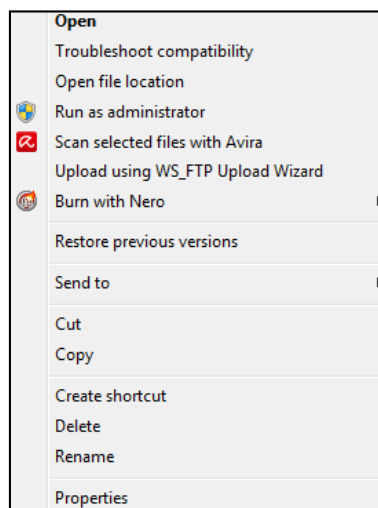 Open
Troubleshoot compatibility
Open file location
Run as administrator
Scan selected files with Avira
Upload using WS_FTP Upload Wizard
Burn with Nero
Restore previous versions
Send to
Cut
Copy
Create shortcut
Delete
Rename
Properties